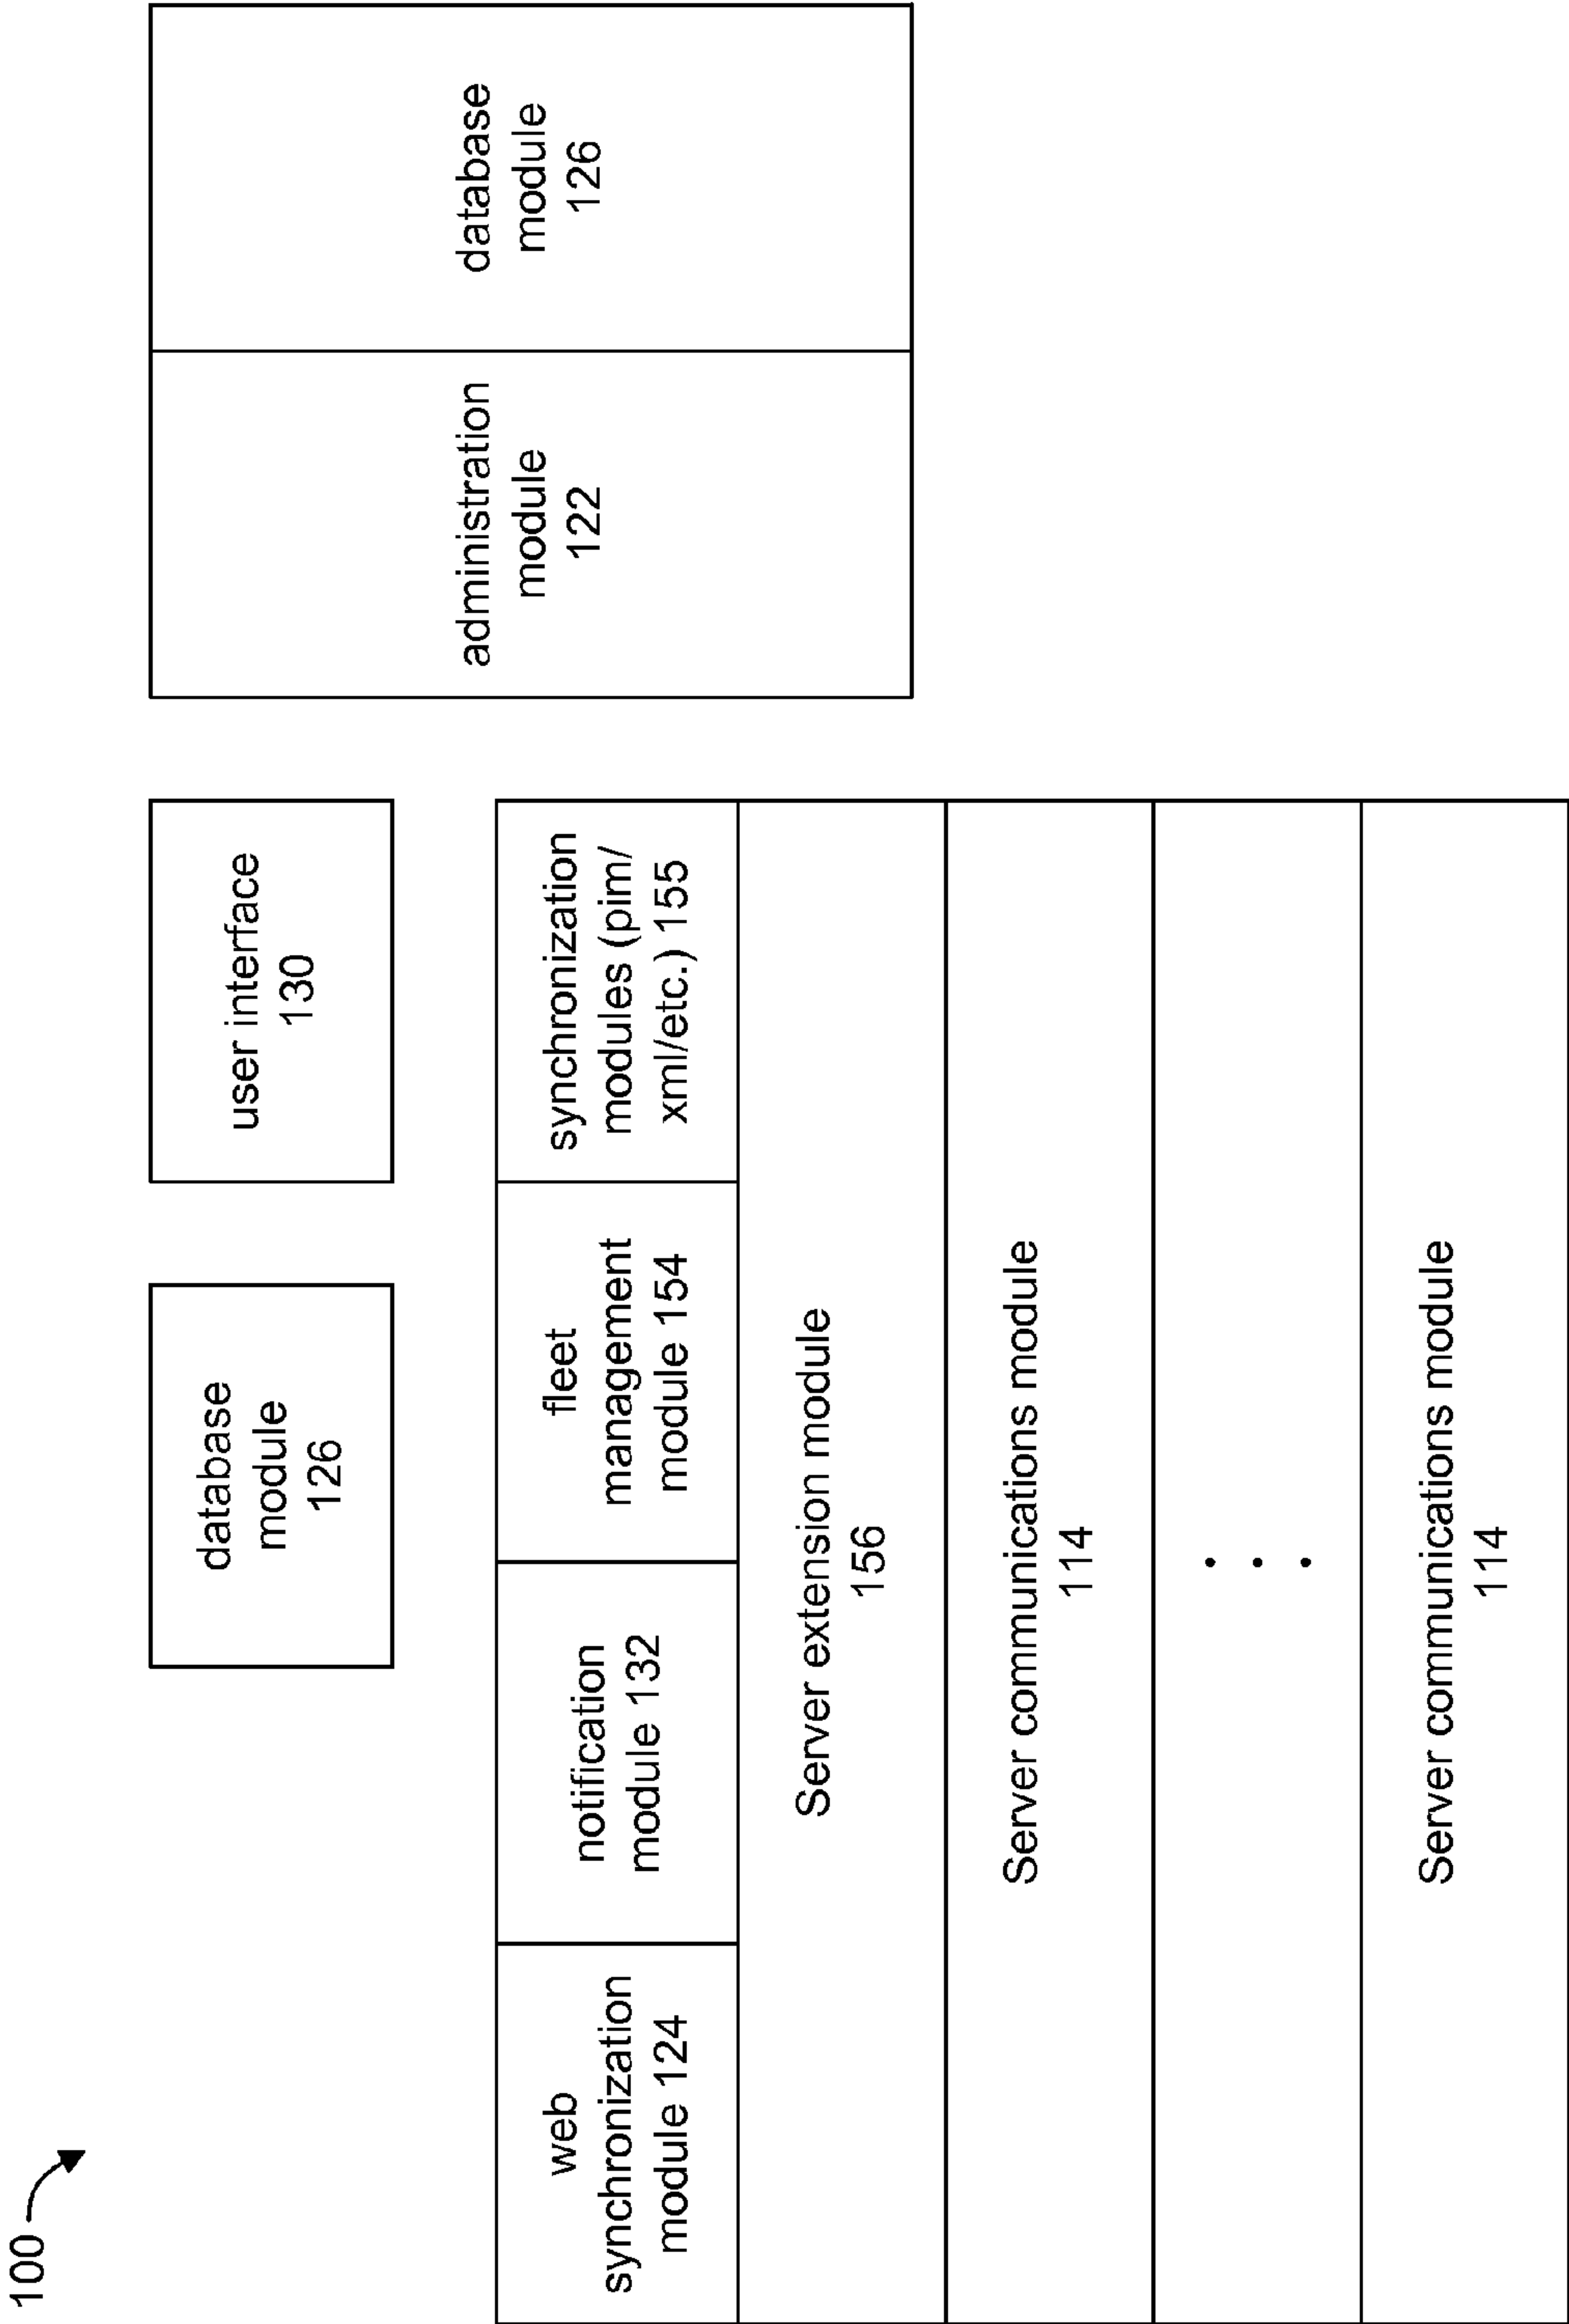 100
database
module
126
user interface
130
administration
module
122
database
module
126
web
synchronization
module 124
notification
module 132
fleet
management
module 154
synchronization
modules (pim/
xml/etc.) 155
Server extension module
156
Server communications module
114
. . .
Server communications module
114